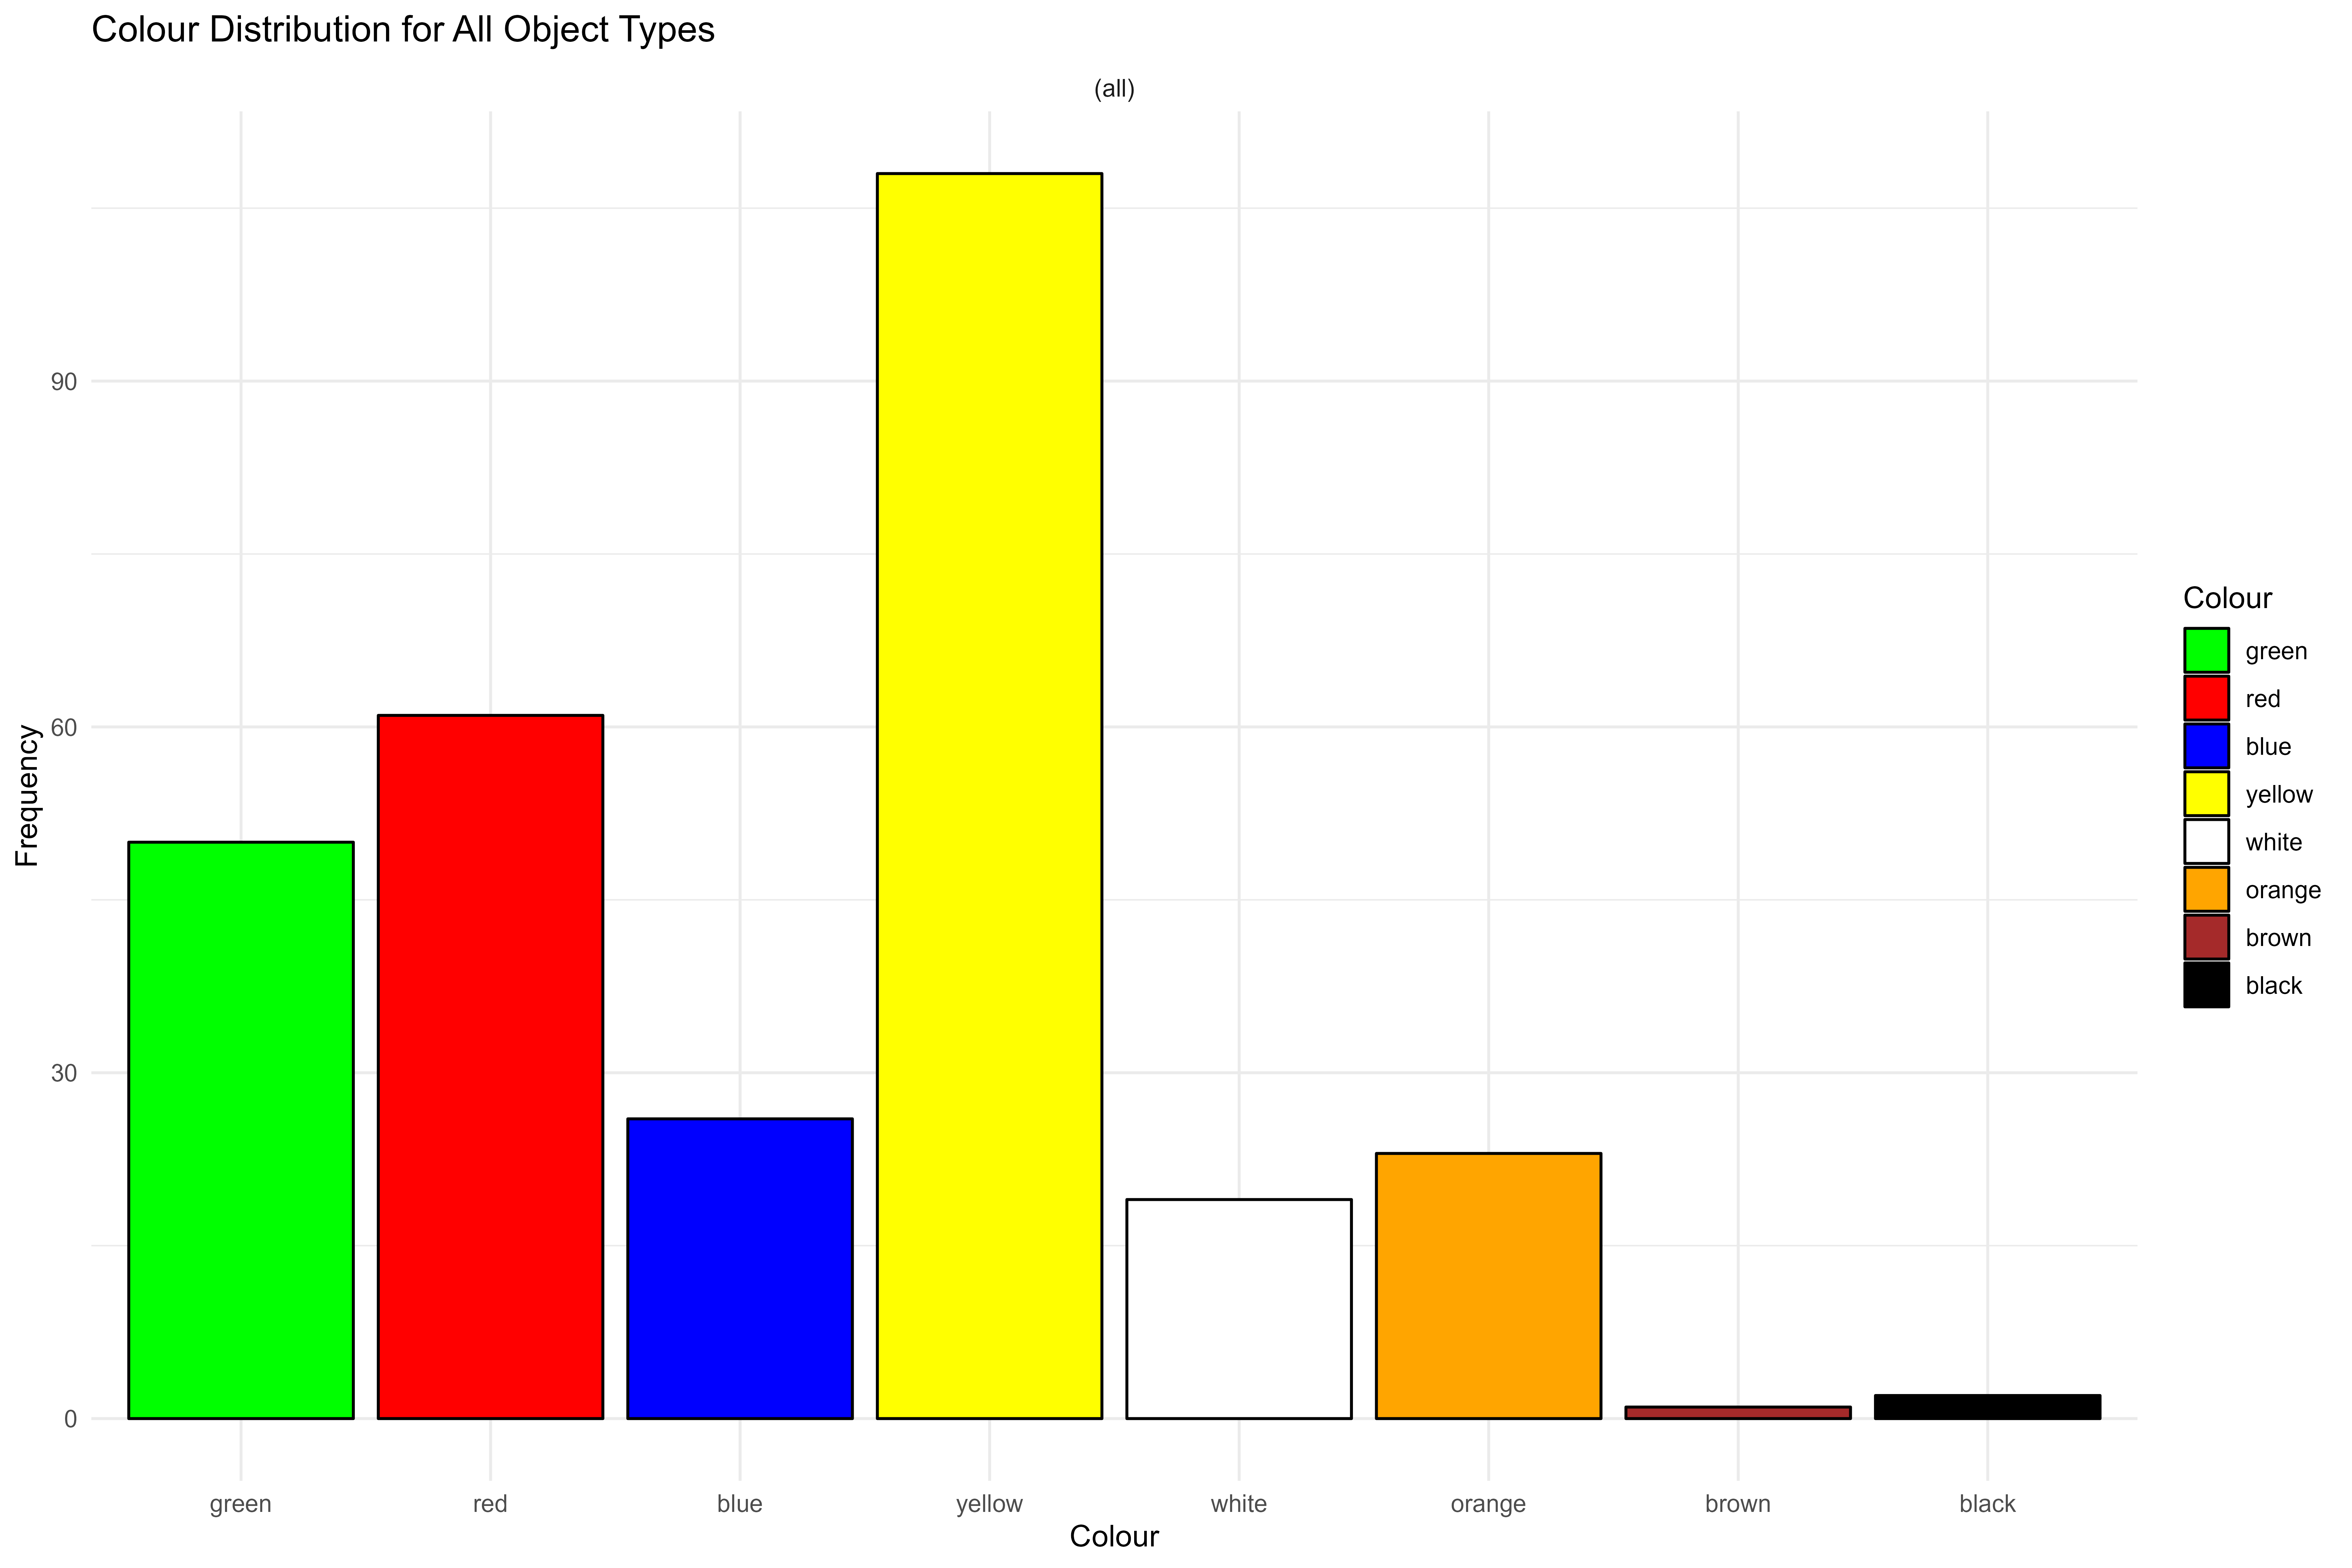 Colour Distribution for All Object Types
(all)
90
60
30
0
Frequency
green
red
blue
yellow
white
orange
brown
black
Colour
Colour
green
red
blue
yellow
white
orange
brown
black